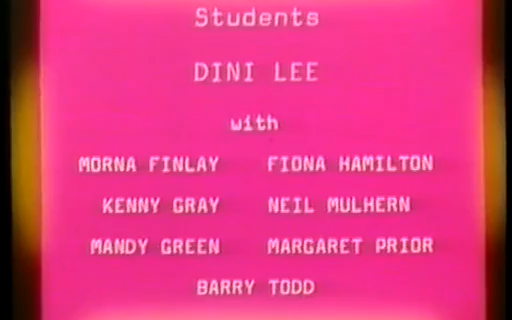 Students
DINI LEE
with
MORNA FINLAY FIONA HAMILTON
KENNY GRAY NEIL MULHERN
MANDY GREEN MARGARET PRIOR
BARRY TODD